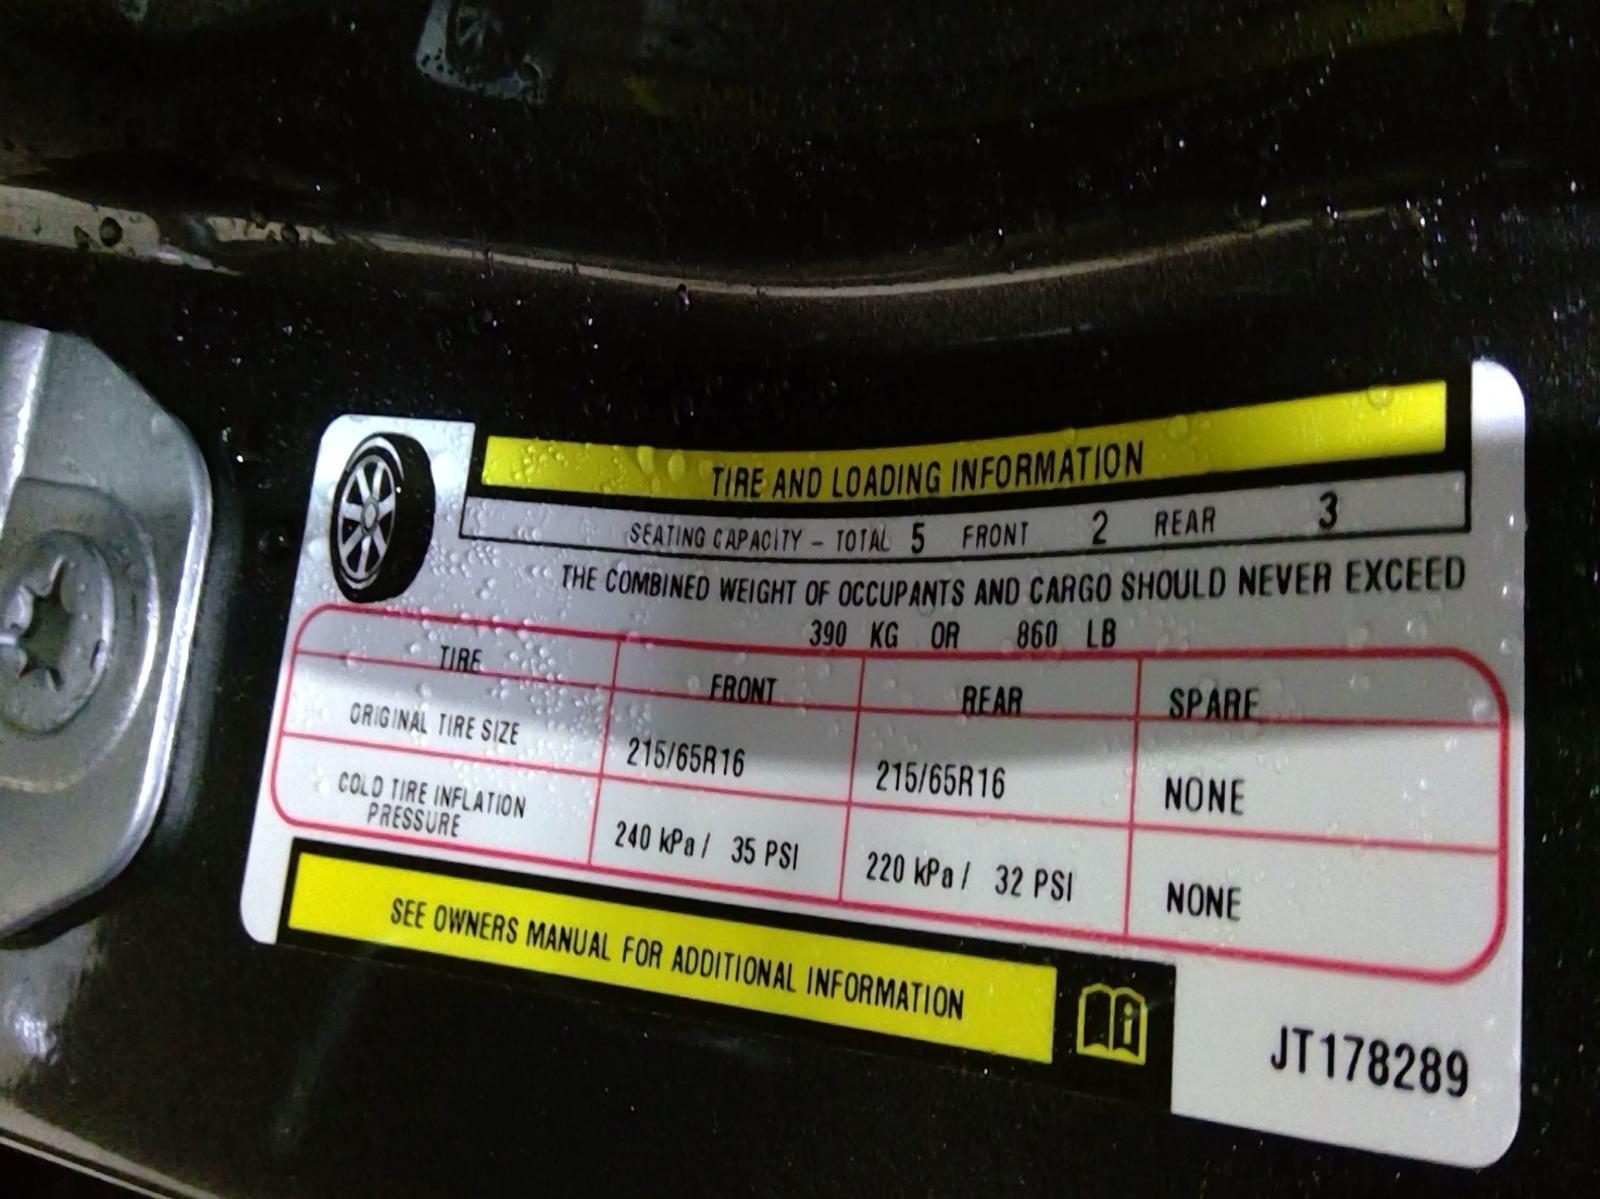 TIRE AND LOADING INFORMATION
SEATING CAPACITY – TOTAL 5 FRONT 2 REAR 3
THE COMBINED WEIGHT OF OCCUPANTS AND CARGO SHOULD NEVER EXCEED
390 KG OR 860 LB
TIRE FRONT REAR SPARE
ORIGINAL TIRE SIZE 215/65R16 215/65R16 NONE
COLD TIRE INFLATION
PRESSURE 240 kPa / 35 PSI 220 kPa / 32 PSI NONE
SEE OWNERS MANUAL FOR ADDITIONAL INFORMATION
JT178289